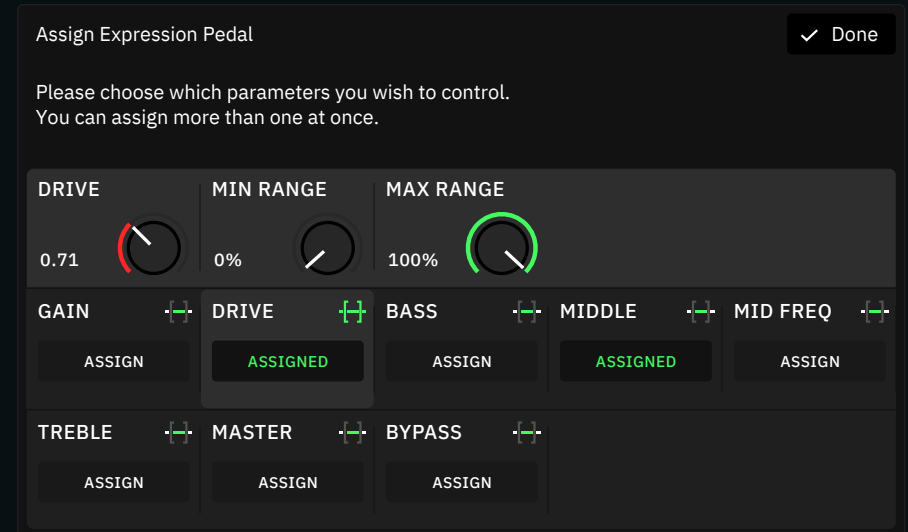 Assign Expression Pedal
Done
Please choose which parameters you wish to control.
You can assign more than one at once.
DRIVE
MIN RANGE
MAX RANGE
0.71
0%
100%
GAIN
DRIVE
BASS
MIDDLE
MID FREQ
ASSIGN
ASSIGNED
ASSIGN
ASSIGNED
ASSIGN
TREBLE
MASTER
BYPASS
ASSIGN
ASSIGN
ASSIGN